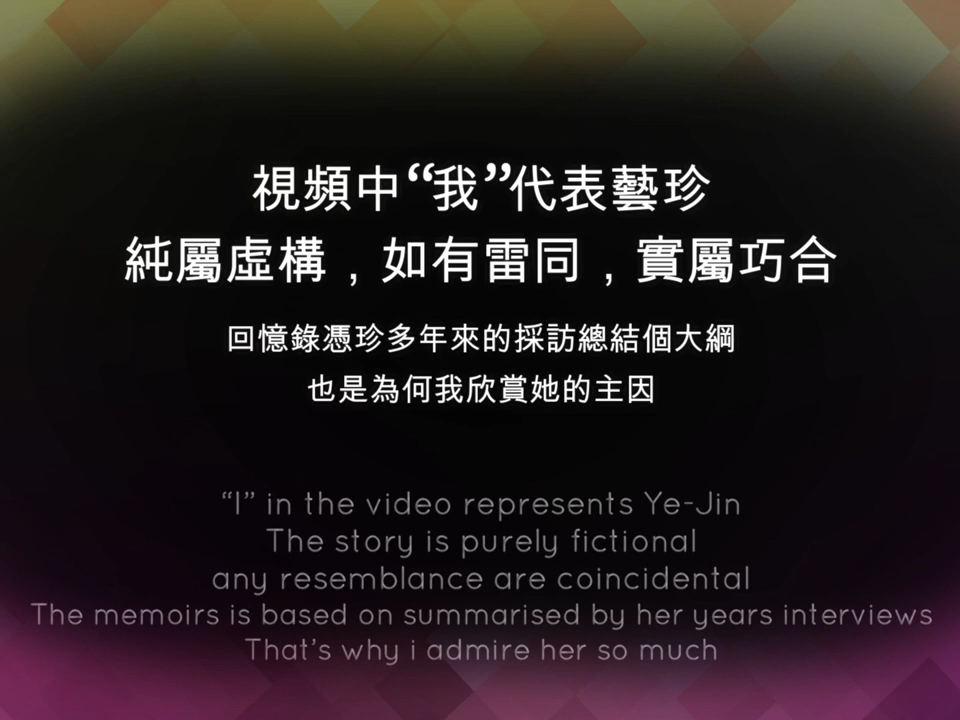 視頻中“我”代表藝珍
純屬虛構，如有雷同，實屬巧合
回憶錄憑珍多年來的採訪總結個大綱
也是為何我欣賞她的主因
“I” in the video represents Ye-Jin
The story is purely fictional
any resemblance are coincidental
The memoirs is based on summarised by her years interviews
That's why i admire her so much